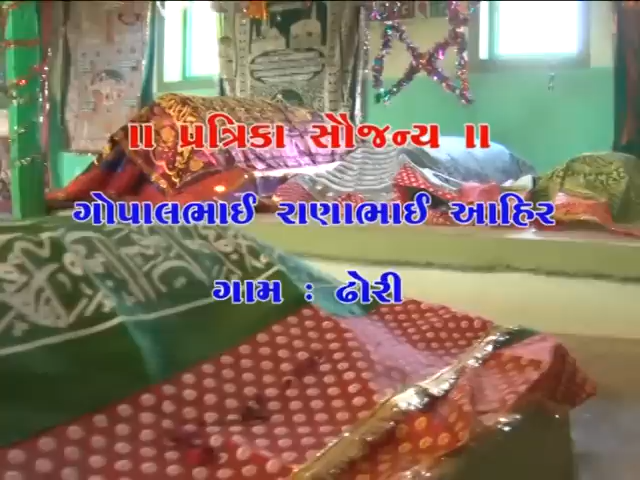 ॥ પ્રત્રિકા સૌજન્ય ॥
ગોપાલભાઈ રાણાભાઈ આહિર
ગામ : ઢોરી